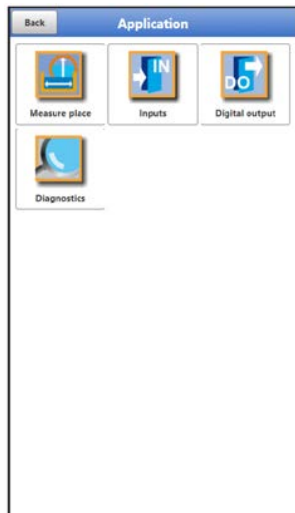 Back
Application
IN
DO
Measure place
Inputs
Digital output
Diagnostics